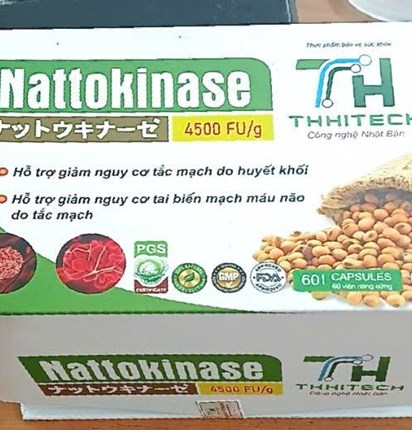 Thực phẩm bảo vệ sức khỏe
Nattokinase
ナットウキナーゼ
4500 FU/g
TH
THHITECH
Công nghệ Nhật Bản
Hỗ trợ giảm nguy cơ tắc mạch do huyết khối
Hỗ trợ giảm nguy cơ tai biến mạch máu não
do tắc mạch
PGS
CERTIFICATE
GMP
FDA
60 CAPSULES
60 viên nang cứng
Nattokinase
ナットウキナーゼ
4500 FU/g
TH
THHITECH
Công nghệ Nhật Bản